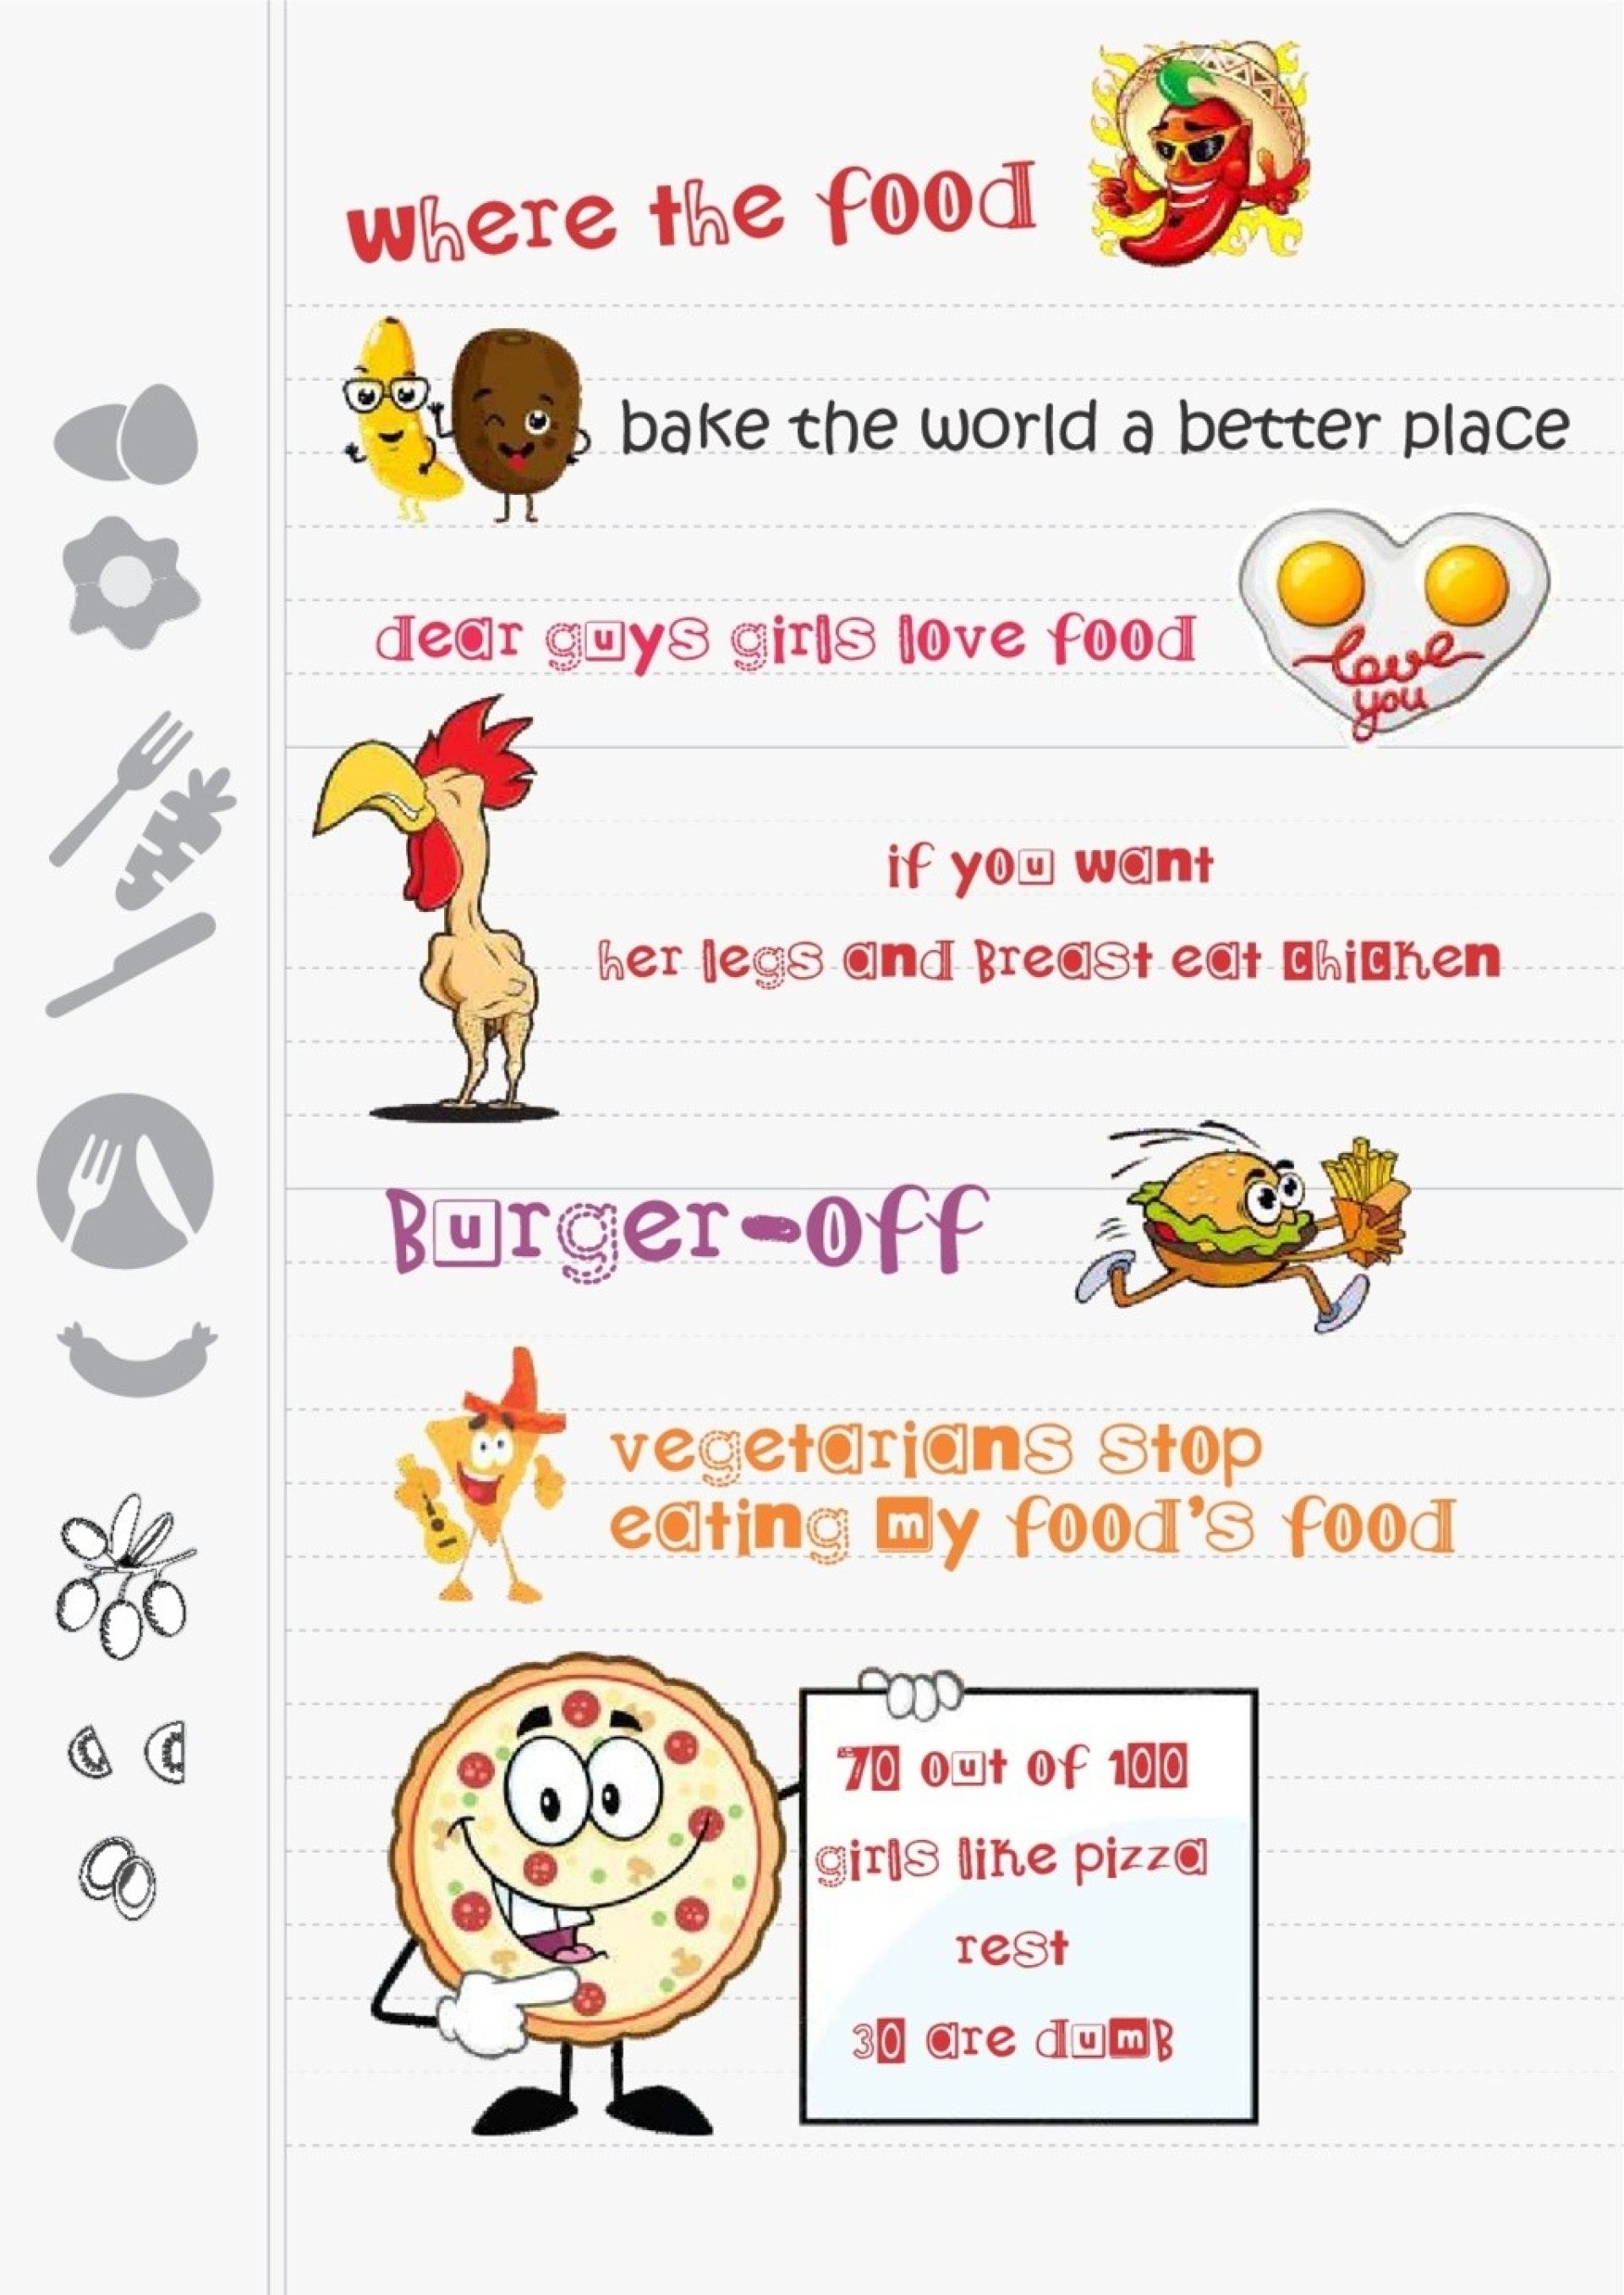 where the food
bake the world a better place
dear guys girls love food
love
you
if you want
her legs and Breast eat chicken
Burger-off
vegetarians stop
eating my food's food
70 out of 100
girls like pizza
rest
30 are dumb